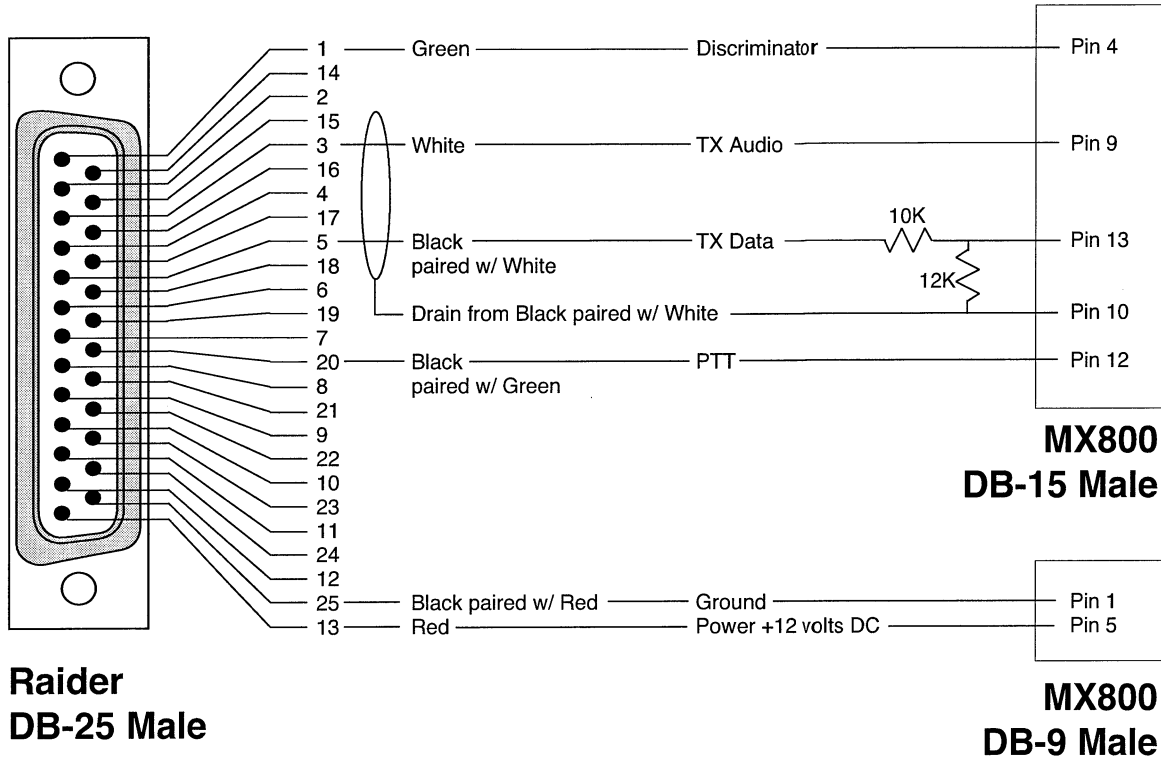 1 Green Discriminator Pin 4
14
2
15
3 White TX Audio Pin 9
16
4
17
10K
5 Black TX Data Pin 13
paired w/ White
18
12K
6
19 Drain from Black paired w/ White Pin 10
7
20 Black PTT Pin 12
8 paired w/ Green
21
9
22
10
23
11
24
12
25 Black paired w/ Red Ground Pin 1
13 Red Power +12 volts DC Pin 5
MX800
DB-15 Male
Raider
DB-25 Male
MX800
DB-9 Male